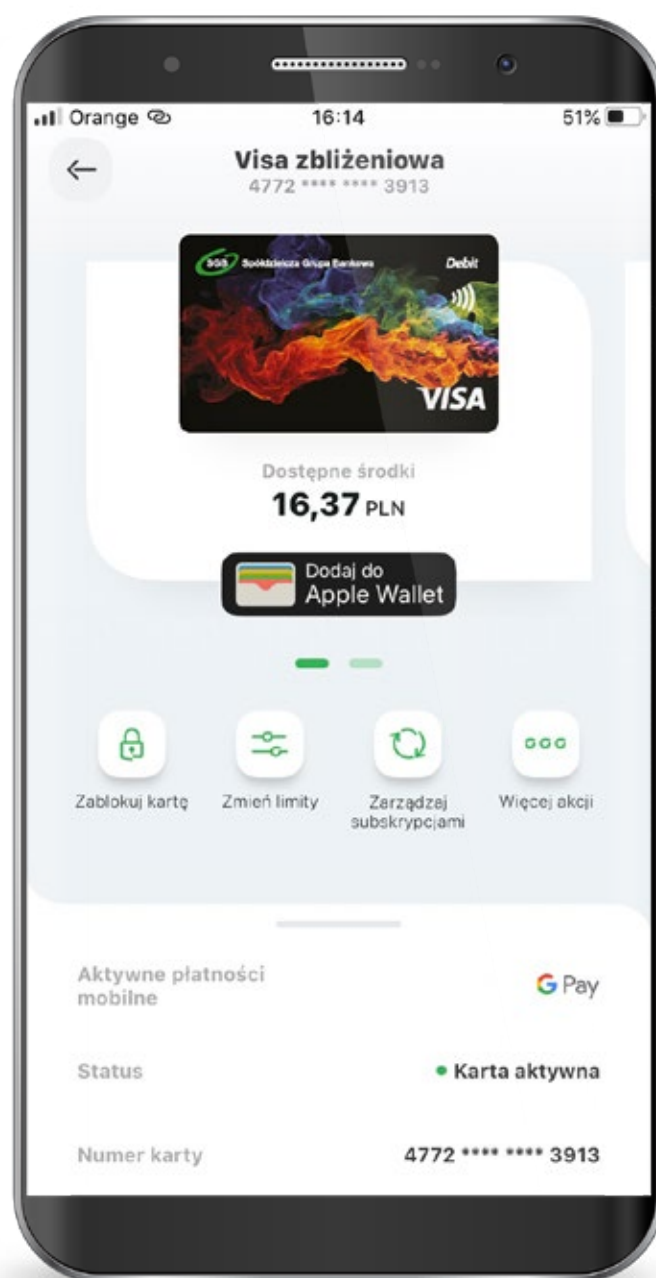 Orange
16:14
51%
Visa zbliżeniowa
4772 **** **** 3913
SGB Spółdzielcza Grupa Bankowa
Debit
VISA
Dostępne środki
16,37 PLN
Dodaj do
Apple Wallet
Zablokuj kartę
Zmień limity
Zarządzaj
subskrypcjami
Więcej akcji
Aktywne płatności
mobilne
G Pay
Status
Karta aktywna
Numer karty
4772 **** **** 3913